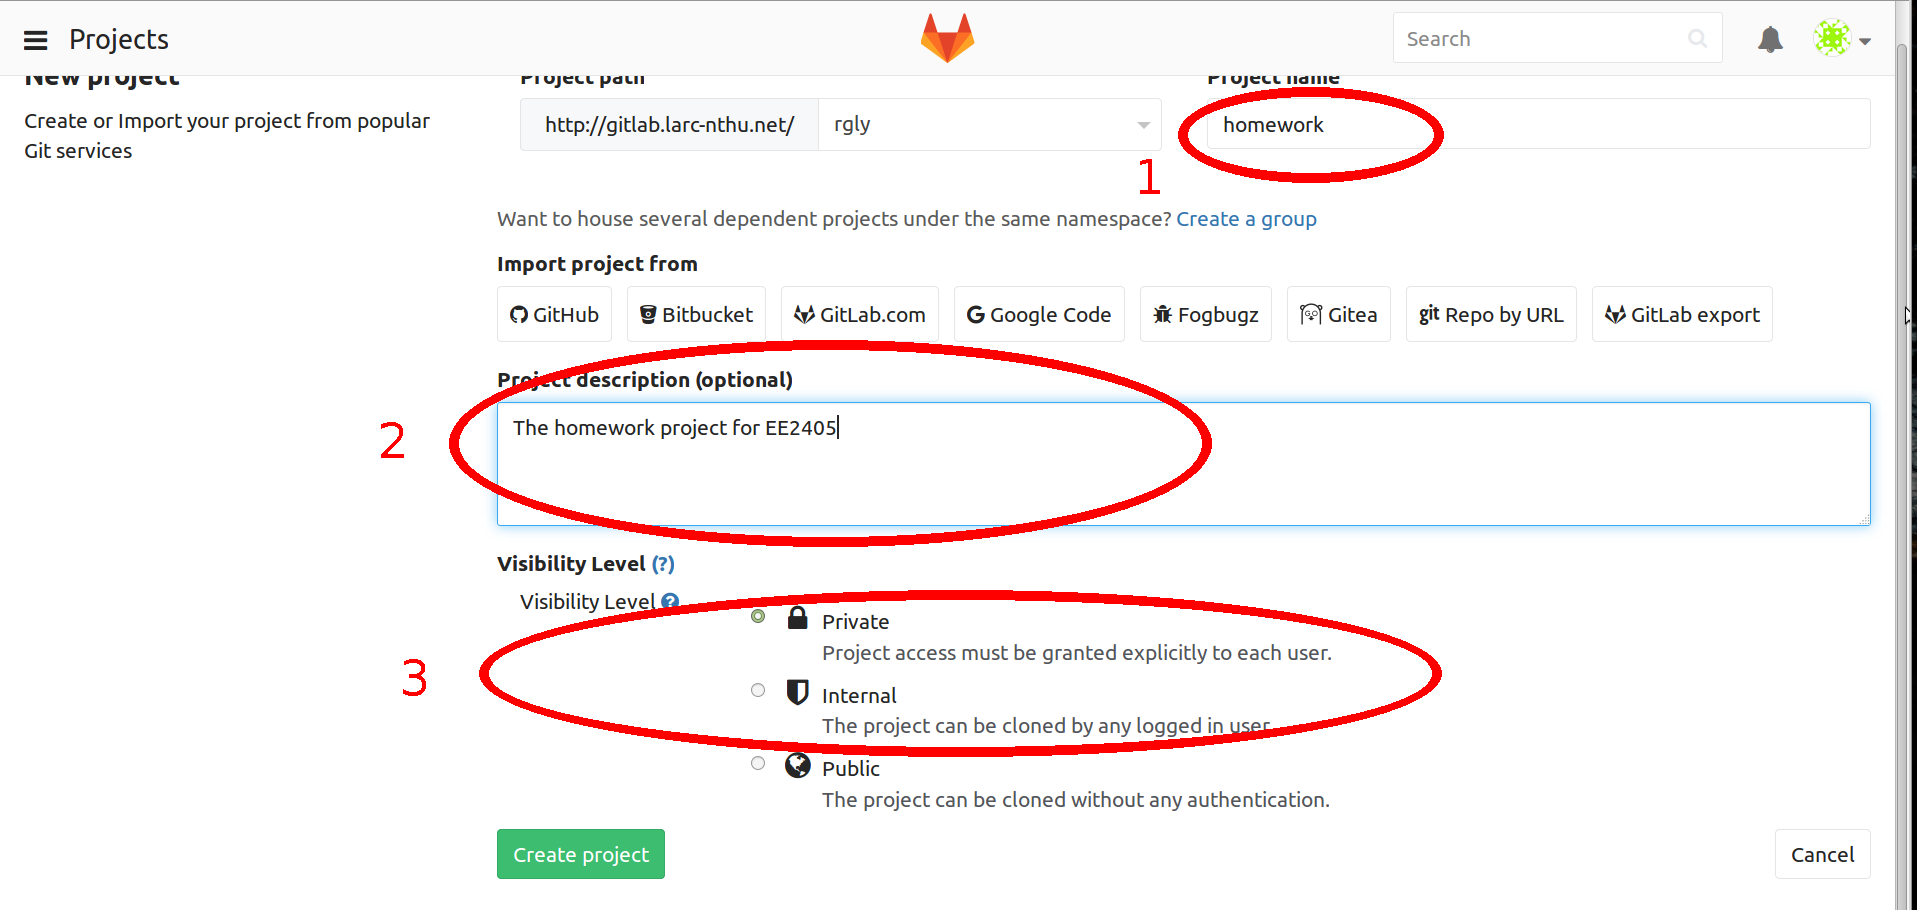 Projects
Search
New project
Project path
Project name
Create or Import your project from popular
Git services
http://gitlab.larc-nthu.net/
rgly
homework
1
Want to house several dependent projects under the same namespace? Create a group
Import project from
GitHub
Bitbucket
GitLab.com
G Google Code
Fogbugz
Gitea
git Repo by URL
GitLab export
Project description (optional)
2
The homework project for EE2405
Visibility Level (?)
Visibility Level ?
3
Private
Project access must be granted explicitly to each user.
Internal
The project can be cloned by any logged in user.
Public
The project can be cloned without any authentication.
Create project
Cancel